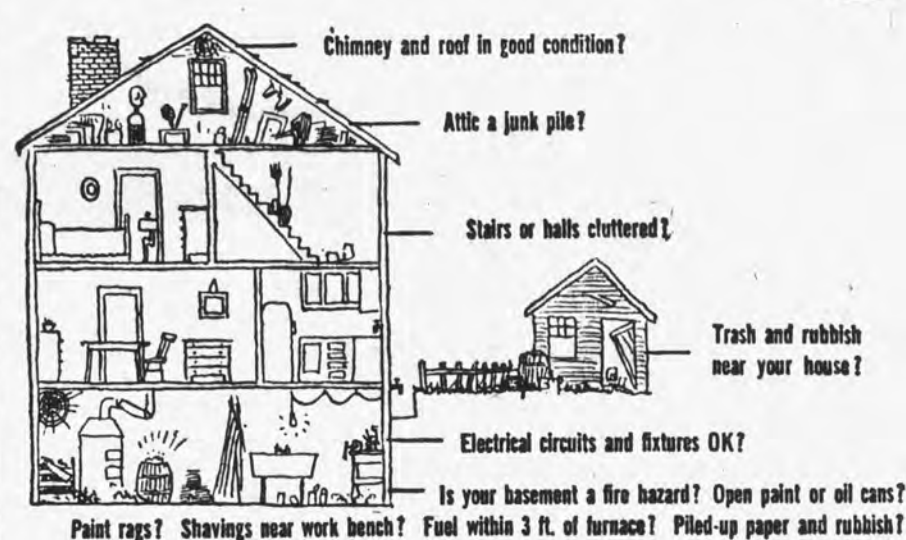 Chimney and roof in good condition?
Attic a junk pile?
Stairs or halls cluttered?
Trash and rubbish
near your house?
Electrical circuits and fixtures OK?
Is your basement a fire hazard? Open paint or oil cans?
Paint rags? Shavings near work bench? Fuel within 3 ft. of furnace? Piled-up paper and rubbish?